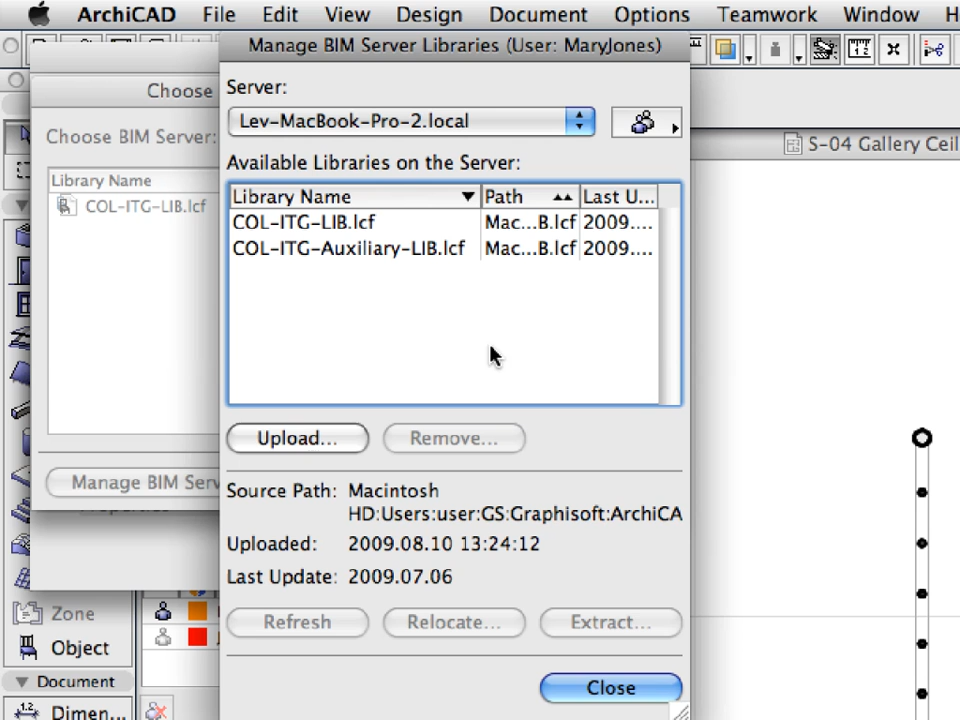 ArchiCAD File Edit View Design Document Options Teamwork Window H
Manage BIM Server Libraries (User: MaryJones)
Choose
Server:
Lev-MacBook-Pro-2.local
Choose BIM Server:
S-04 Gallery Ceil
Available Libraries on the Server:
Library Name
Library Name Path Last U...
COL-ITG-LIB.lcf
COL-ITG-LIB.lcf Mac...B.lcf 2009....
COL-ITG-Auxiliary-LIB.lcf Mac...B.lcf 2009....
Upload... Remove...
Manage BIM Serv
Source Path: Macintosh
HD:Users:user:GS:Graphisoft:ArchiCA
Uploaded: 2009.08.10 13:24:12
Last Update: 2009.07.06
Zone
Refresh Relocate... Extract...
Object
Document
Close
1.2 Dimen...